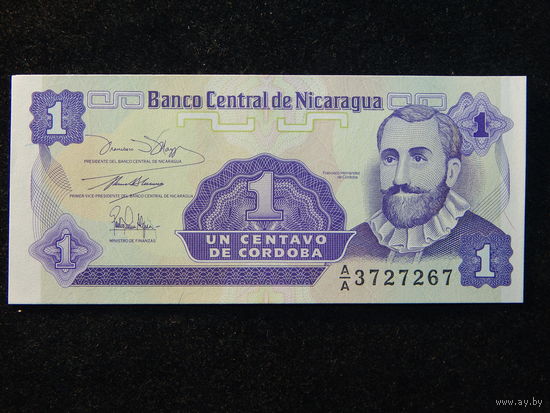 Banco Central de Nicaragua
1
1
PRESIDENTE DEL BANCO CENTRAL DE NICARAGUA
Francisco Hernández
de Córdoba
PRIMER VICE-PRESIDENTE DEL BANCO CENTRAL DE NICARAGUA
1
MINISTRO DE FINANZAS
UN CENTAVO
DE CORDOBA
1
1
A/A 3727267
www.ay.by